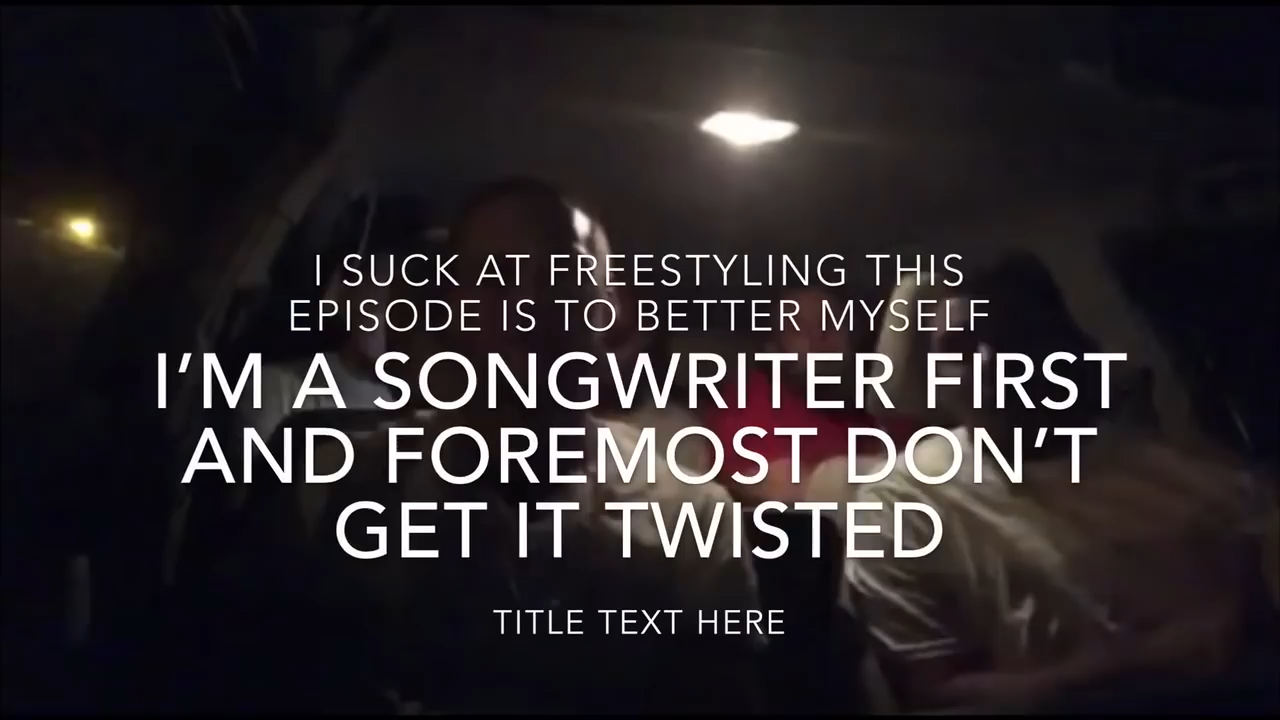 I SUCK AT FREESTYLING THIS
EPISODE IS TO BETTER MYSELF
I’M A SONGWRITER FIRST
AND FOREMOST DON’T
GET IT TWISTED
TITLE TEXT HERE